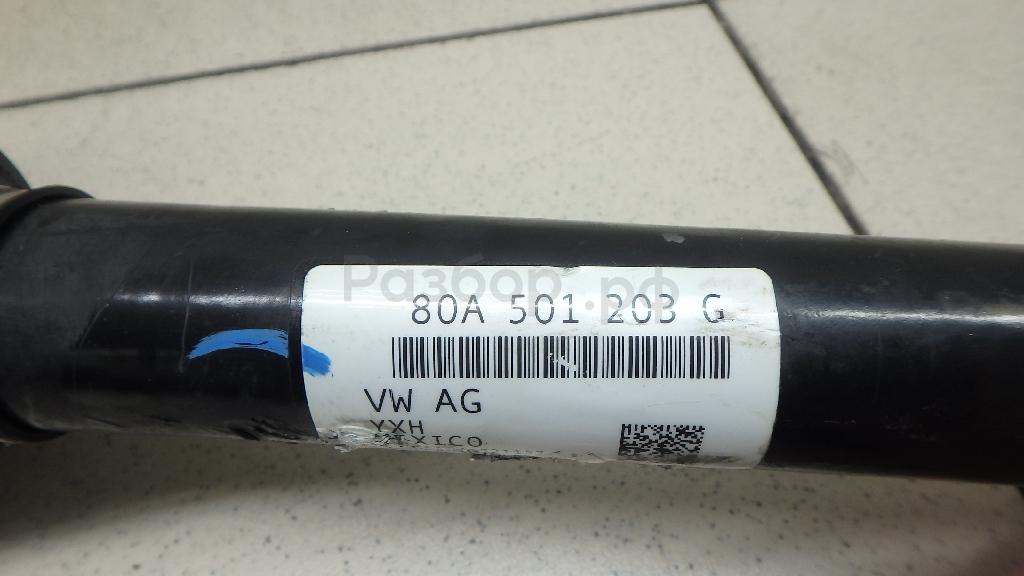 Разбор.рф
80A 501 203 G
VW AG
YXH
MEXICO